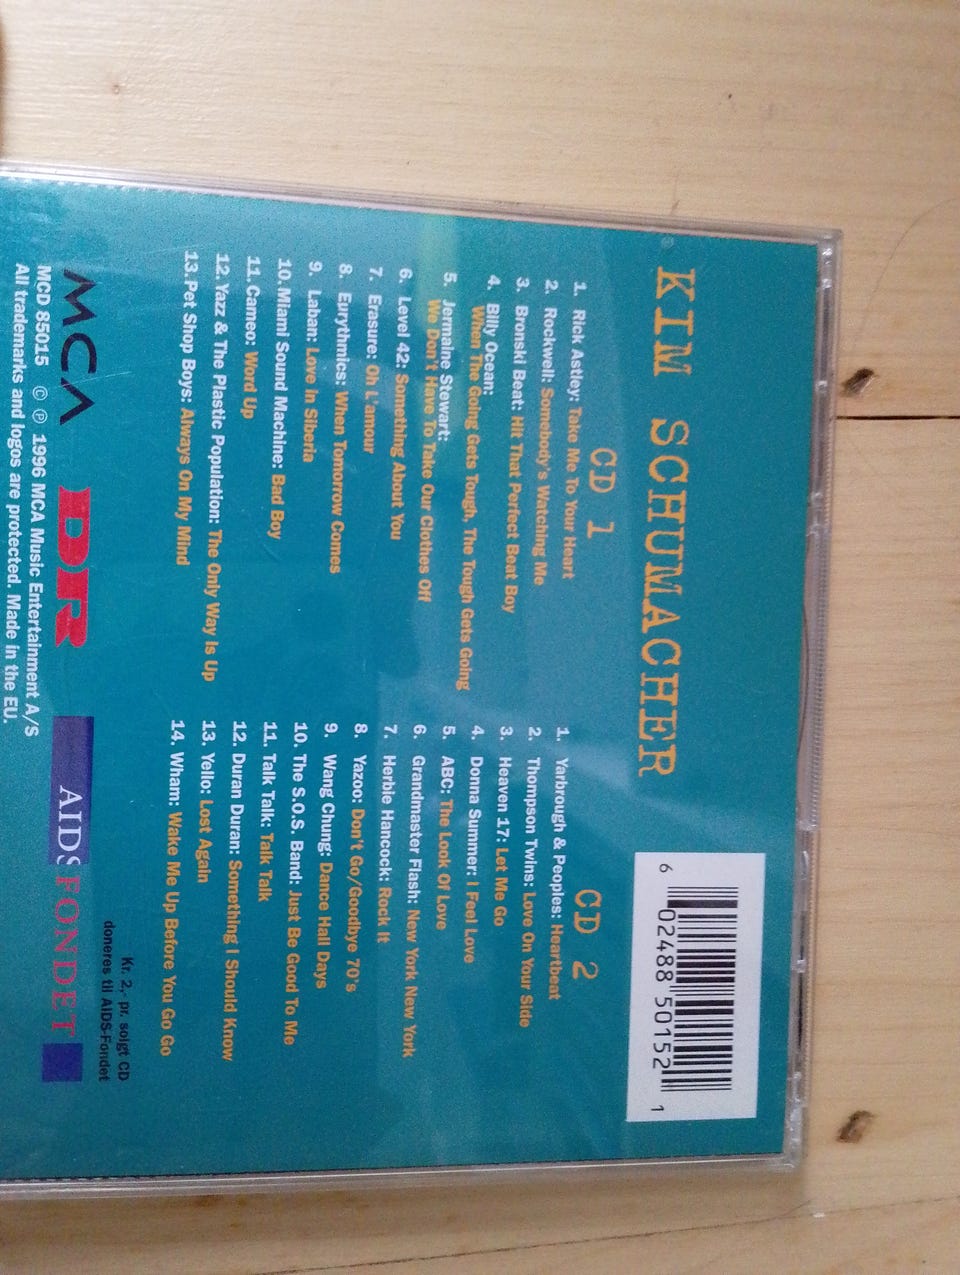 KIM SCHUMACHER
CD 1
1. Rick Astley: Take Me To Your Heart
2. Rockwell: Somebody's Watching Me
3. Bronski Beat: Hit That Perfect Beat Boy
4. Billy Ocean:
When The Going Gets Tough, The Tough Gets Going
5. Jermaine Stewart:
We Don't Have To Take Our Clothes Off
6. Level 42: Something About You
7. Erasure: Oh L'amour
8. Eurythmics: When Tomorrow Comes
9. Laban: Love in Siberia
10. Miami Sound Machine: Bad Boy
11. Cameo: Word Up
12. Yazz & The Plastic Population: The Only Way Is Up
13. Pet Shop Boys: Always On My Mind
CD 2
1. Yarbrough & Peoples: Heartbeat
2. Thompson Twins: Love On Your Side
3. Heaven 17: Let Me Go
4. Donna Summer: I Feel Love
5. ABC: The Look Of Love
6. Grandmaster Flash: New York New York
7. Herbie Hancock: Rock It
8. Yazoo: Don't Go/Goodbye 70's
9. Wang Chung: Dance Hall Days
10. The S.O.S. Band: Just Be Good To Me
11. Talk Talk: Talk Talk
12. Duran Duran: Something I Should Know
13. Yello: Lost Again
14. Wham: Wake Me Up Before You Go Go
6 02488 50152 1
Kr. 2,- pr. solgt CD
doneres til AIDS-Fondet
MCA DR AIDSFONDET
MCD 85015 © ℗ 1996 MCA Music Entertainment A/S
All trademarks and logos are protected. Made in the EU.